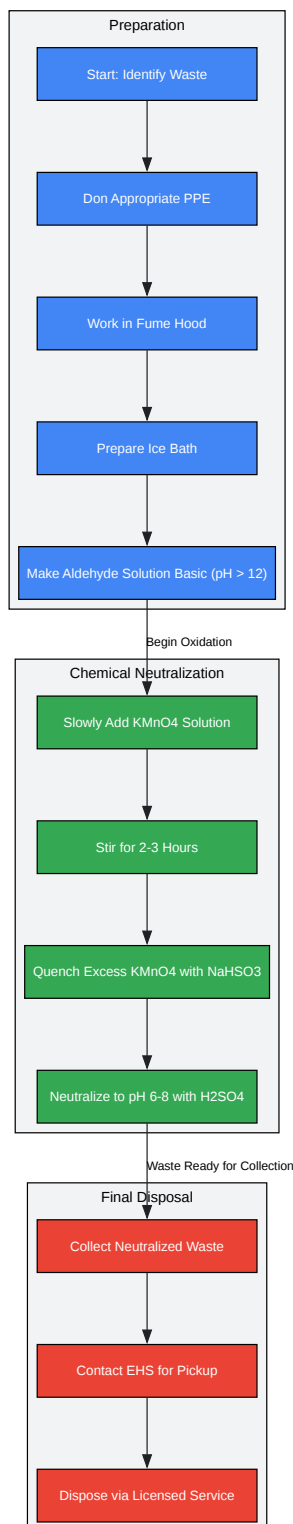 Preparation
Start: Identify Waste
Don Appropriate PPE
Work in Fume Hood
Prepare Ice Bath
Make Aldehyde Solution Basic (pH > 12)
Begin Oxidation
Chemical Neutralization
Slowly Add KMnO4 Solution
Stir for 2-3 Hours
Quench Excess KMnO4 with NaHSO3
Neutralize to pH 6-8 with H2SO4
Waste Ready for Collection
Final Disposal
Collect Neutralized Waste
Contact EHS for Pickup
Dispose via Licensed Service